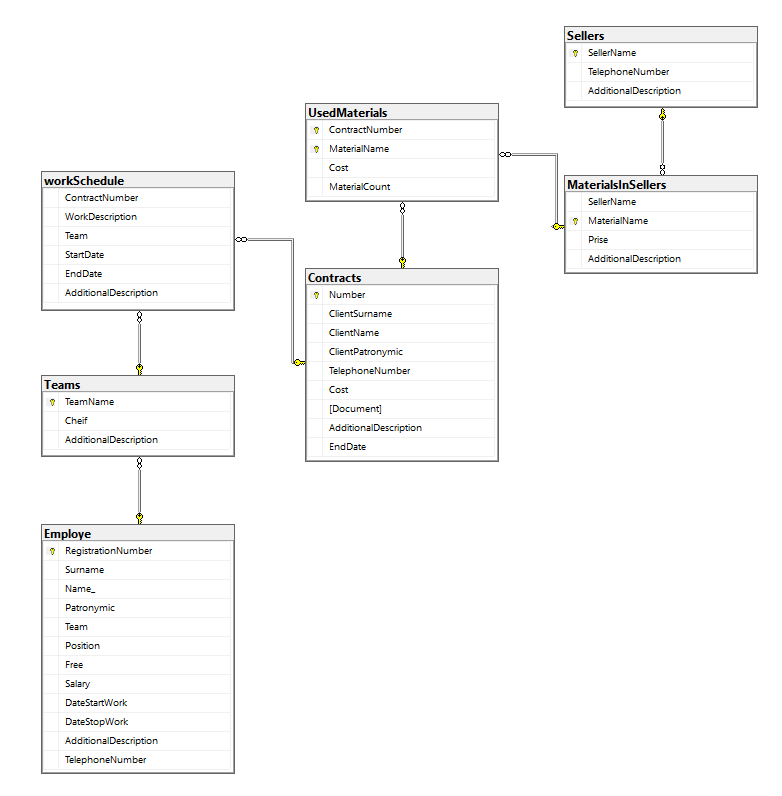 Sellers
SellerName
TelephoneNumber
AdditionalDescription
UsedMaterials
ContractNumber
MaterialName
Cost
MaterialCount
workSchedule
ContractNumber
WorkDescription
Team
StartDate
EndDate
AdditionalDescription
MaterialsInSellers
SellerName
MaterialName
Prise
AdditionalDescription
Contracts
Number
ClientSurname
ClientName
ClientPatronymic
TelephoneNumber
Cost
[Document]
AdditionalDescription
EndDate
Teams
TeamName
Cheif
AdditionalDescription
Employe
RegistrationNumber
Surname
Name_
Patronymic
Team
Position
Free
Salary
DateStartWork
DateStopWork
AdditionalDescription
TelephoneNumber